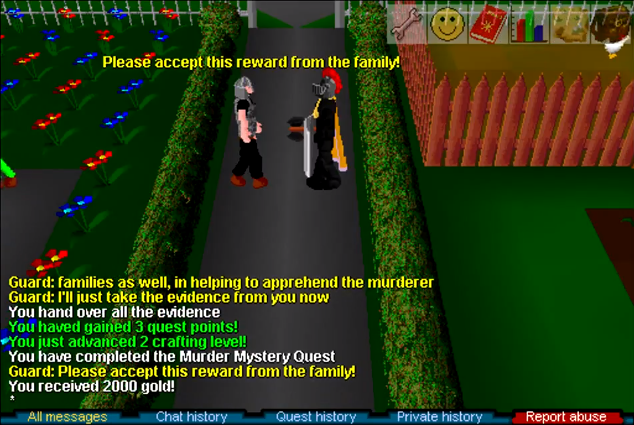 Please accept this reward from the family!
Guard: families as well, in helping to apprehend the murderer
Guard: I'll just take the evidence from you now
You hand over all the evidence
You haved gained 3 quest points!
You just advanced 2 crafting level!
You have completed the Murder Mystery Quest
Guard: Please accept this reward from the family!
You received 2000 gold!
*
All messages Chat history Quest history Private history Report abuse